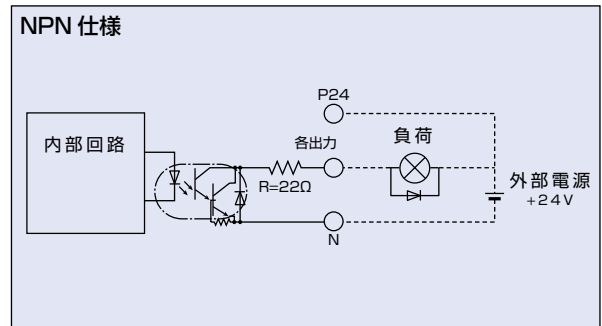 NPN 仕様
P24
内部回路
各出力
負荷
R=22Ω
外部電源
+24V
N